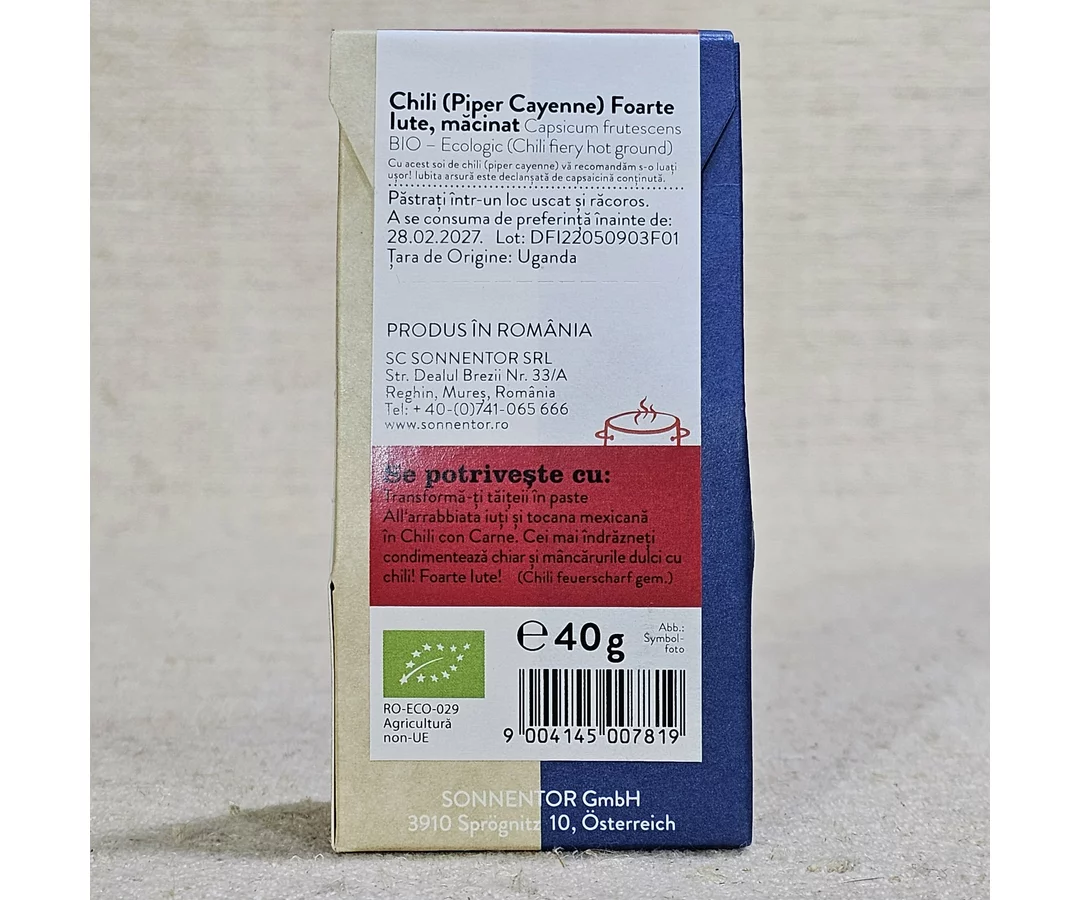 Chili (Piper Cayenne) Foarte
Iute, măcinat Capsicum frutescens
BIO – Ecologic (Chili fiery hot ground)
Cu acest soi de chili (piper cayenne) vă recomandăm s-o luați
ușor! Iubita arsură este declanșată de capsaicină conținută.
Păstrați într-un loc uscat și răcoros.
A se consuma de preferință înainte de:
28.02.2027. Lot: DFI22050903F01
Țara de Origine: Uganda
PRODUS ÎN ROMÂNIA
SC SONNENTOR SRL
Str. Dealul Brezii Nr. 33/A
Reghin, Mureș, România
Tel: + 40-(0)741-065 666
www.sonnentor.ro
Se potrivește cu:
Transformă-ți tăițeii în paste
All'arrabbiata iuți și tocana mexicană
în Chili con Carne. Cei mai îndrăzneți
condimentează chiar și mâncărurile dulci cu
chili! Foarte Iute! (Chili feuerscharf gem.)
℮ 40 g
Abb.:
Symbol-
foto
RO-ECO-029
Agricultură
non-UE
9 004145 007819
SONNENTOR GmbH
3910 Sprögnitz 10, Österreich